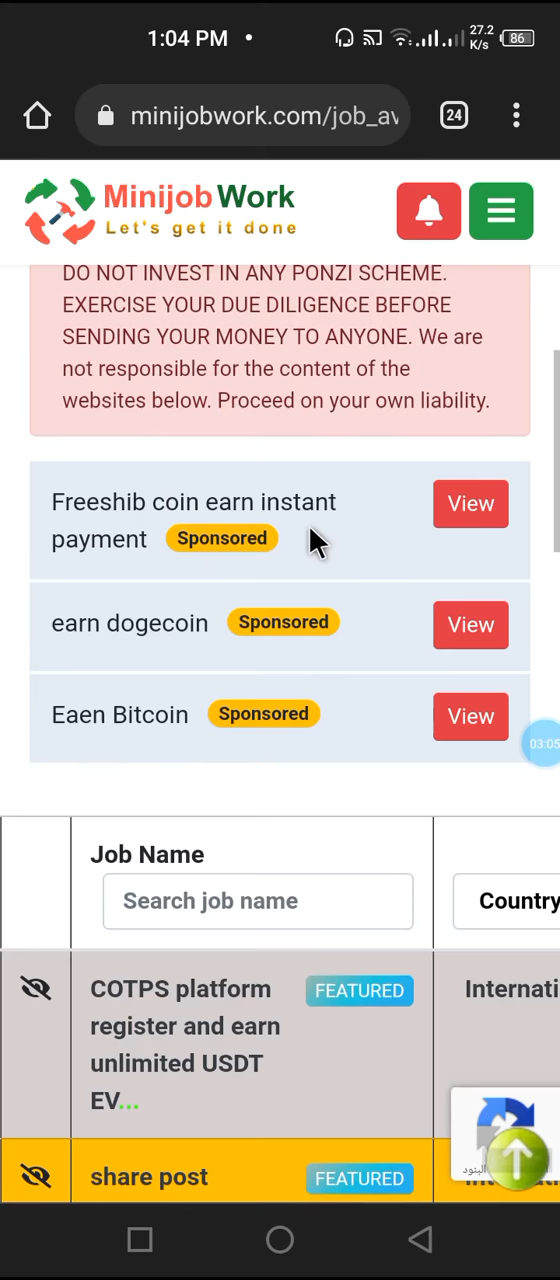 1:04 PM
27.2
K/s
86
minijobwork.com/job_av
24
Minijob Work
Let's get it done
DO NOT INVEST IN ANY PONZI SCHEME.
EXERCISE YOUR DUE DILIGENCE BEFORE
SENDING YOUR MONEY TO ANYONE. We are
not responsible for the content of the
websites below. Proceed on your own liability.
Freeshib coin earn instant
payment Sponsored
View
earn dogecoin Sponsored View
Eaen Bitcoin Sponsored View
03:05
Job Name
Search job name
Country
COTPS platform FEATURED Internati
register and earn
unlimited USDT
EV...
البنود
share post FEATURED